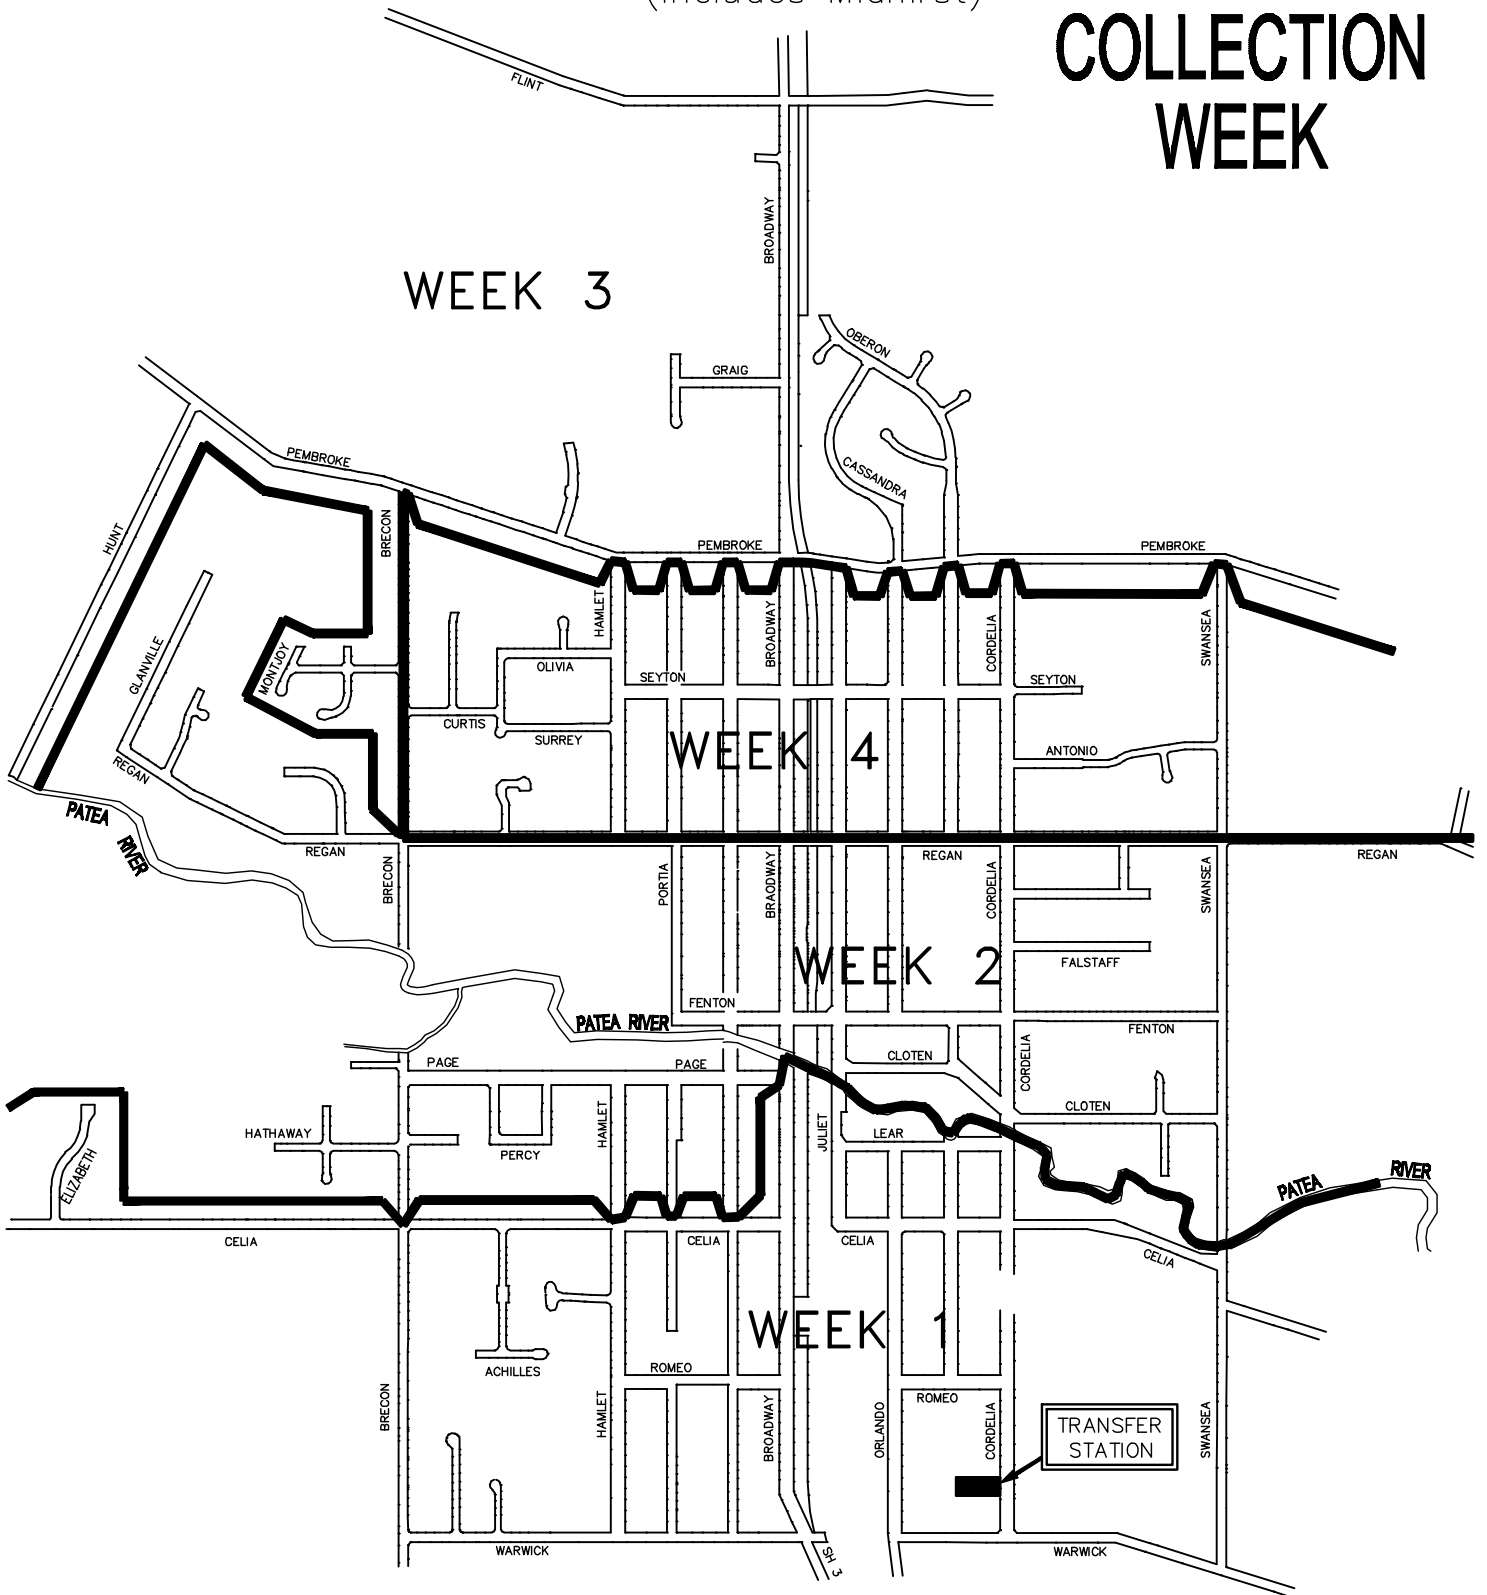 (includes Midhirst)
COLLECTION
WEEK
FLINT
BROADWAY
WEEK 3
OBERON
GRAIG
PEMBROKE
CASSANDRA
HUNT
BRECON
PEMBROKE
PEMBROKE
HAMLET
BROADWAY
CORDELIA
SWANSEA
GLANVILLE
MONTJOY
OLIVIA
SEYTON
SEYTON
CURTIS
SURREY
WEEK 4
ANTONIO
REGAN
PATEA
RIVER
REGAN
REGAN
REGAN
BRECON
PORTIA
BRAODWAY
CORDELIA
SWANSEA
WEEK 2
FALSTAFF
FENTON
PATEA RIVER
FENTON
PAGE
PAGE
CLOTEN
CORDELIA
CLOTEN
HATHAWAY
HAMLET
JULIET
LEAR
PERCY
ELIZABETH
PATEA
RIVER
CELIA
CELIA
CELIA
CELIA
WEEK 1
ACHILLES
ROMEO
ROMEO
BRECON
HAMLET
BROADWAY
ORLANDO
CORDELIA
SWANSEA
TRANSFER
STATION
WARWICK
SH 3
WARWICK